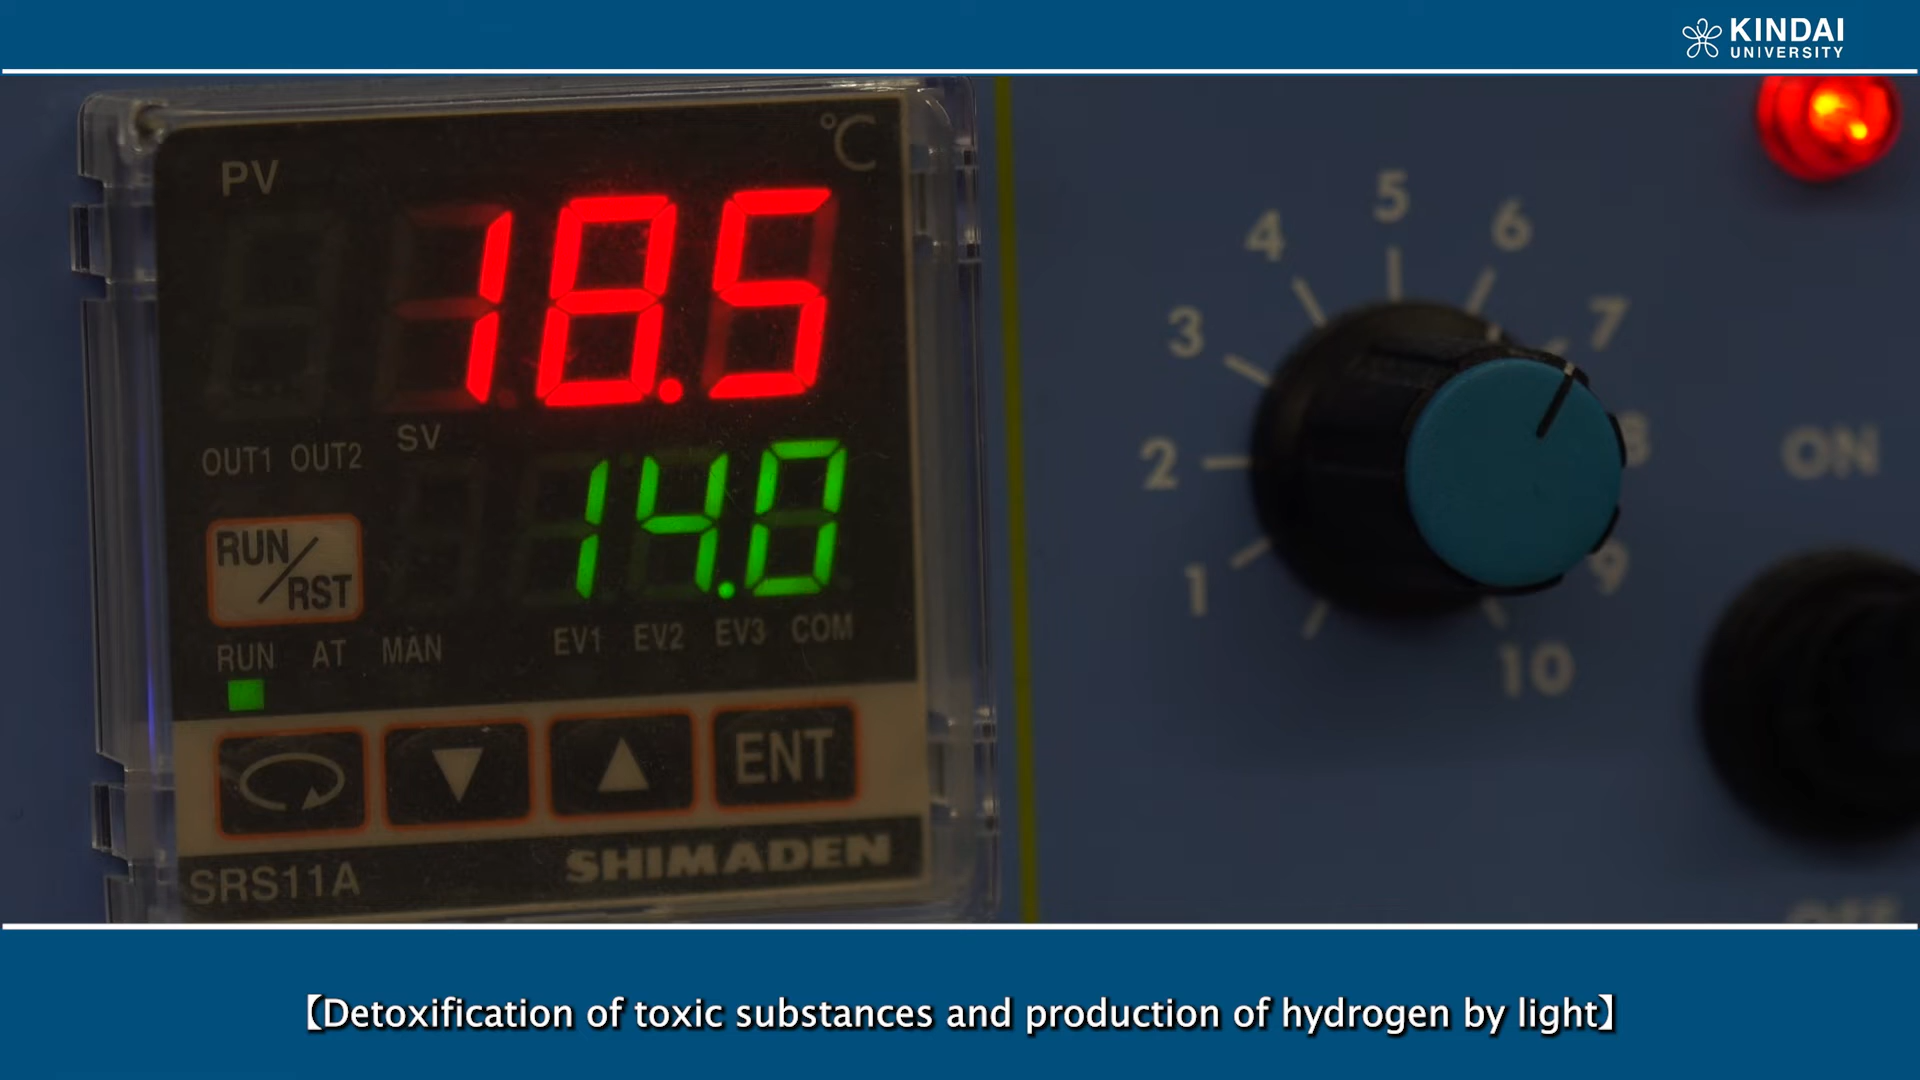 KINDAI
UNIVERSITY
°C
PV
18.5
OUT1 OUT2 SV
14.0
RUN/RST
RUN AT MAN EV1 EV2 EV3 COM
ENT
SRS11A SHIMADEN
1
2
3
4
5
6
7
8
9
10
ON
OFF
【Detoxification of toxic substances and production of hydrogen by light】